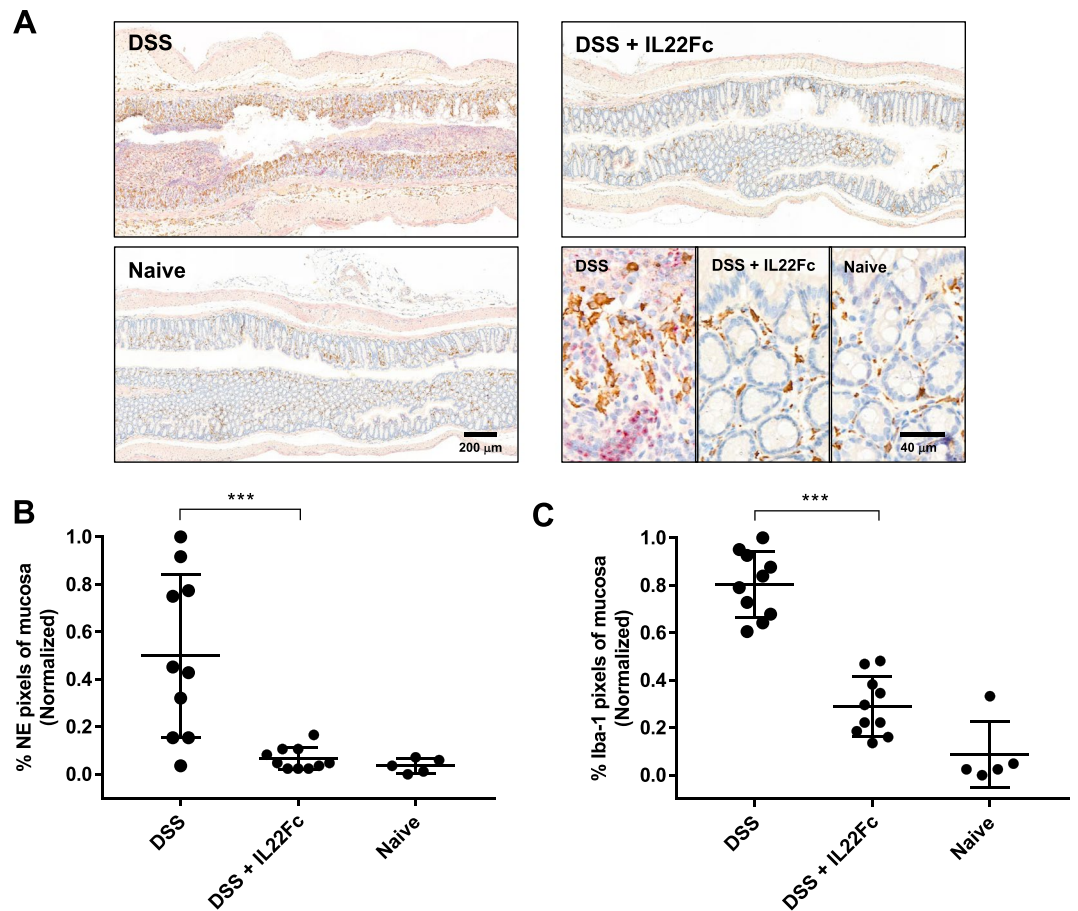 A
DSS
DSS + IL22Fc
Naive
200 µm
DSS
DSS + IL22Fc
Naive
40 µm
B
***
% NE pixels of mucosa
(Normalized)
1.0
0.8
0.6
0.4
0.2
0.0
DSS
DSS + IL22Fc
Naive
C
***
% Iba-1 pixels of mucosa
(Normalized)
1.0
0.8
0.6
0.4
0.2
0.0
DSS
DSS + IL22Fc
Naive